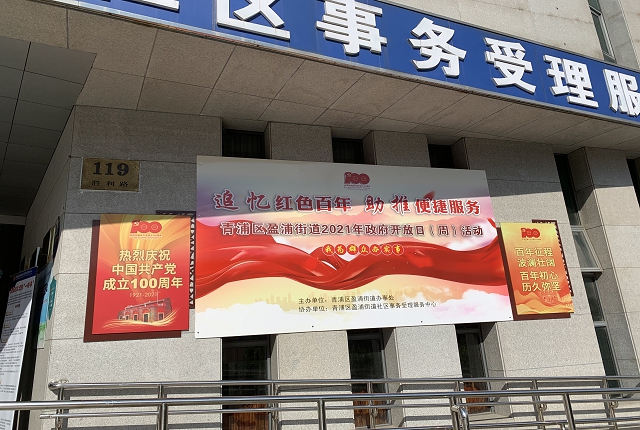 社区事务受理服
119
胜利路
100
追忆红色百年 助推便捷服务
青浦区盈浦街道2021年政府开放日(周)活动
我为群众办实事
主办单位:青浦区盈浦街道办事处
协办单位:青浦区盈浦街道社区事务受理服务中心
100
热烈庆祝
中国共产党
成立100周年
1921-2021
100
百年征程
波澜壮阔
百年初心
历久弥坚